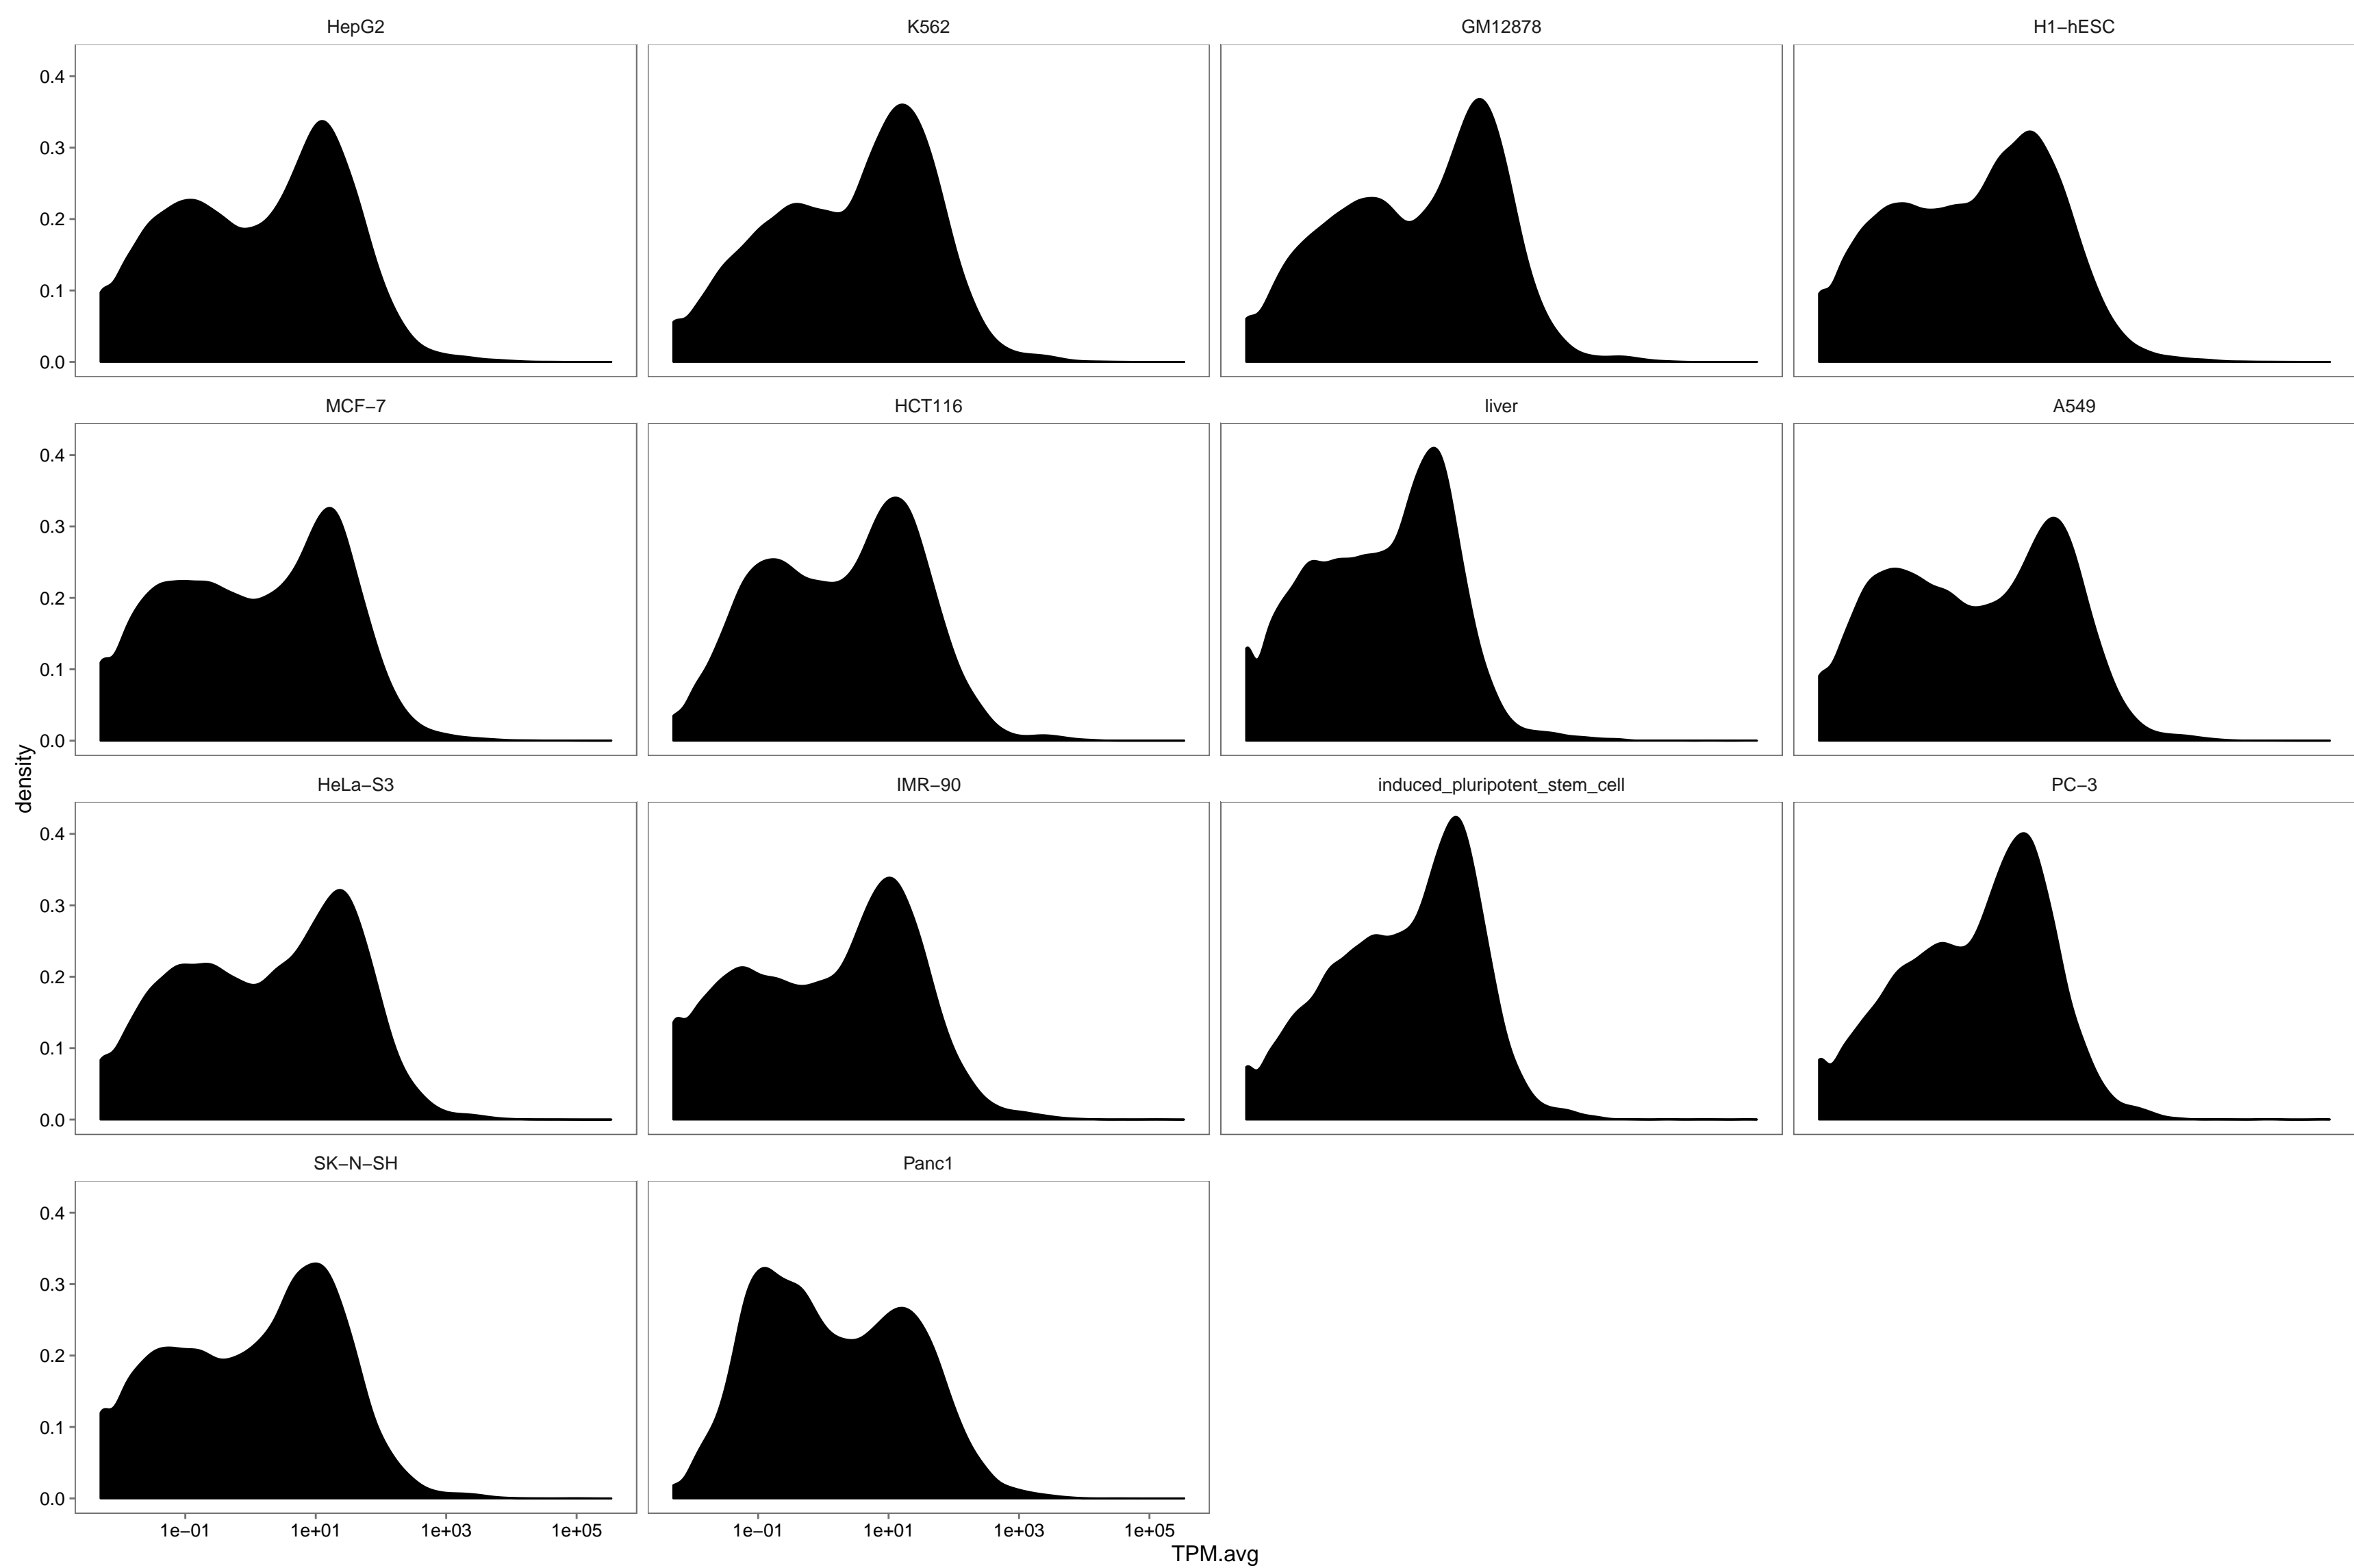 HepG2 K562 GM12878 H1−hESC
0.4
0.3
0.2
0.1
0.0
MCF−7 HCT116 liver A549
0.4
0.3
0.2
0.1
0.0
density
HeLa−S3 IMR−90 induced_pluripotent_stem_cell PC−3
0.4
0.3
0.2
0.1
0.0
SK−N−SH Panc1
0.4
0.3
0.2
0.1
0.0
1e−01 1e+01 1e+03 1e+05 1e−01 1e+01 1e+03 1e+05
TPM.avg